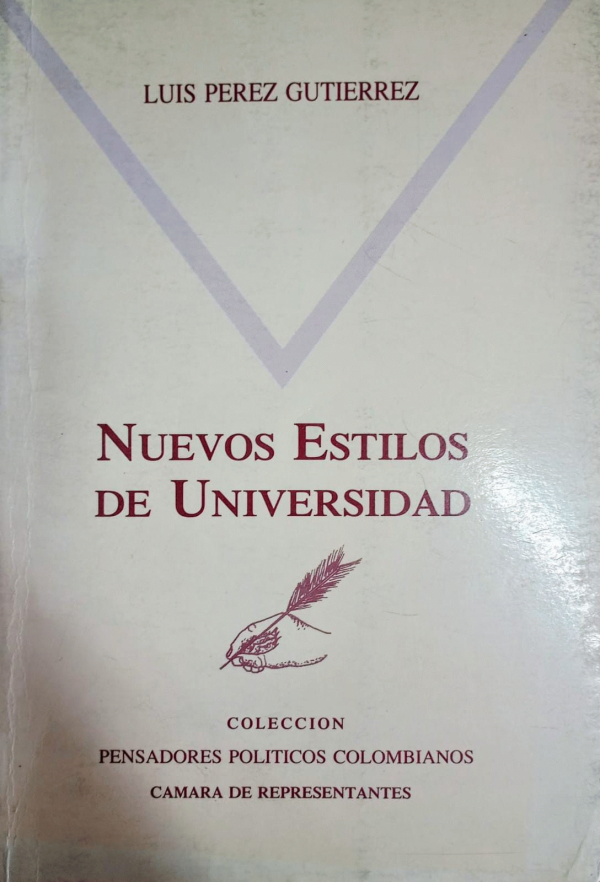 LUIS PEREZ GUTIERREZ
NUEVOS ESTILOS
DE UNIVERSIDAD
COLECCION
PENSADORES POLITICOS COLOMBIANOS
CAMARA DE REPRESENTANTES